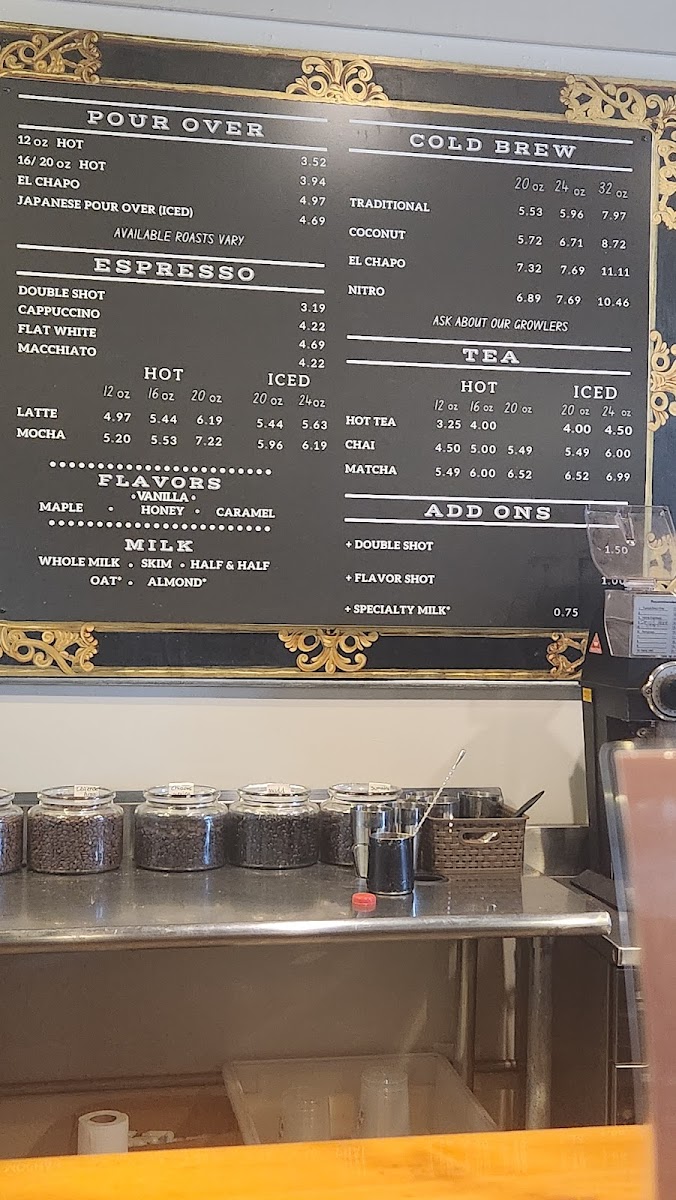 POUR OVER
12 oz HOT 3.52
16/ 20 oz HOT 3.94
EL CHAPO 4.97
JAPANESE POUR OVER (ICED) 4.69
AVAILABLE ROASTS VARY
ESPRESSO
DOUBLE SHOT 3.19
CAPPUCCINO 4.22
FLAT WHITE 4.69
MACCHIATO 4.22
HOT ICED
12 oz 16 oz 20 oz 20 oz 24oz
LATTE 4.97 5.44 6.19 5.44 5.63
MOCHA 5.20 5.53 7.22 5.96 6.19
FLAVORS
• VANILLA •
MAPLE • HONEY • CARAMEL
MILK
WHOLE MILK • SKIM • HALF & HALF
OAT* • ALMOND*
COLD BREW
20 oz 24 oz 32 oz
TRADITIONAL 5.53 5.96 7.97
COCONUT 5.72 6.71 8.72
EL CHAPO 7.32 7.69 11.11
NITRO 6.89 7.69 10.46
ASK ABOUT OUR GROWLERS
TEA
HOT ICED
12 oz 16 oz 20 oz 20 oz 24 oz
HOT TEA 3.25 4.00 4.00 4.50
CHAI 4.50 5.00 5.49 5.49 6.00
MATCHA 5.49 6.00 6.52 6.52 6.99
ADD ONS
+ DOUBLE SHOT 1.50
+ FLAVOR SHOT 1.00
+ SPECIALTY MILK* 0.75